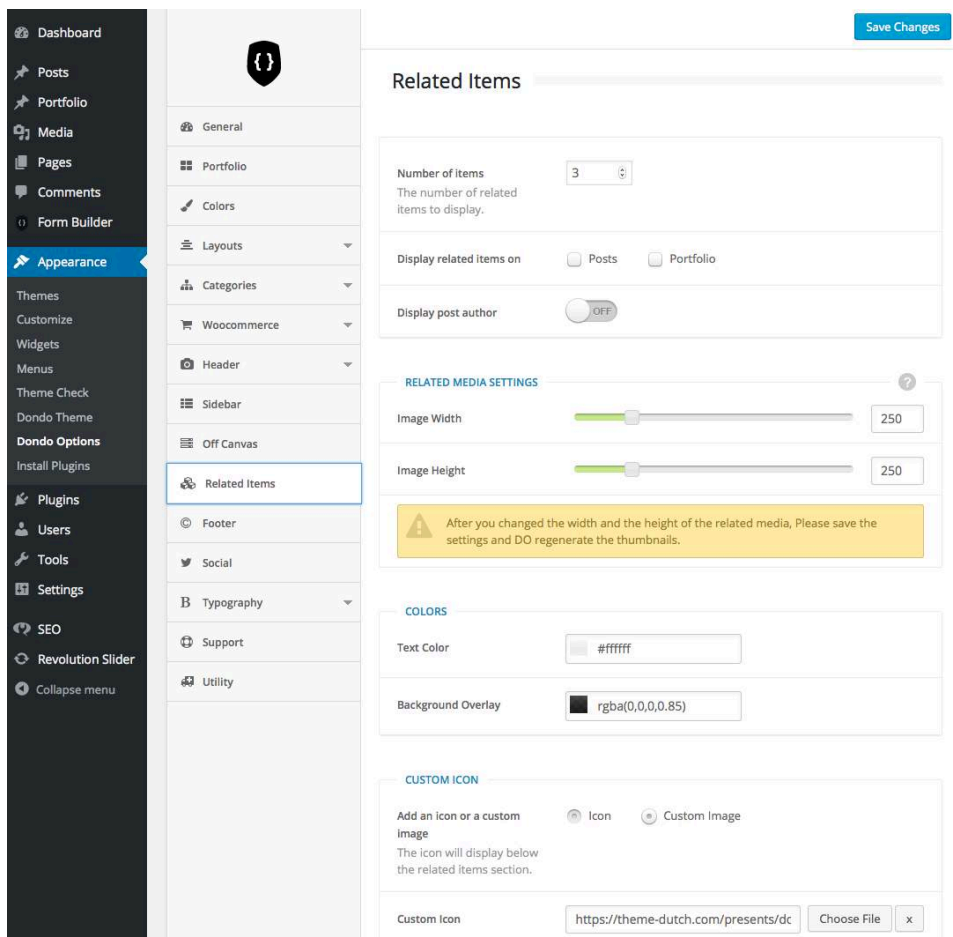 Dashboard
Posts
Portfolio
Media
Pages
Comments
Form Builder
Appearance
Themes
Customize
Widgets
Menus
Theme Check
Dondo Theme
Dondo Options
Install Plugins
Plugins
Users
Tools
Settings
SEO
Revolution Slider
Collapse menu
{ }
General
Portfolio
Colors
Layouts
Categories
Woocommerce
Header
Sidebar
Off Canvas
Related Items
Footer
Social
B Typography
Support
Utility
Save Changes
Related Items
Number of items
The number of related
items to display.
3
Display related items on
Posts Portfolio
Display post author
OFF
RELATED MEDIA SETTINGS
?
Image Width
250
Image Height
250
After you changed the width and the height of the related media, Please save the
settings and DO regenerate the thumbnails.
COLORS
Text Color
#ffffff
Background Overlay
rgba(0,0,0,0.85)
CUSTOM ICON
Add an icon or a custom
image
The icon will display below
the related items section.
Icon Custom Image
Custom Icon
https://theme-dutch.com/presents/dc
Choose File
x